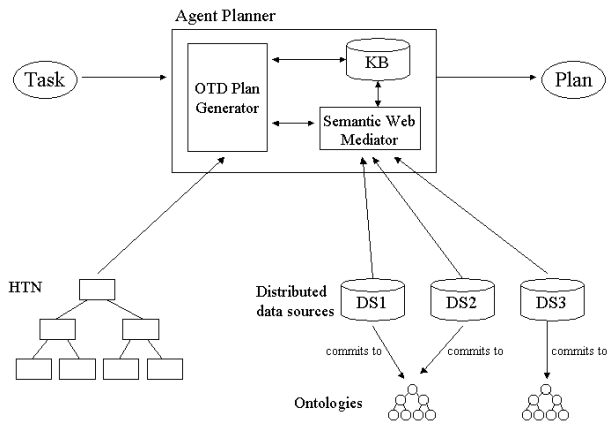 Agent Planner
Task
OTD Plan
Generator
KB
Semantic Web
Mediator
Plan
HTN
Distributed
data sources
DS1
DS2
DS3
commits to
commits to
commits to
Ontologies